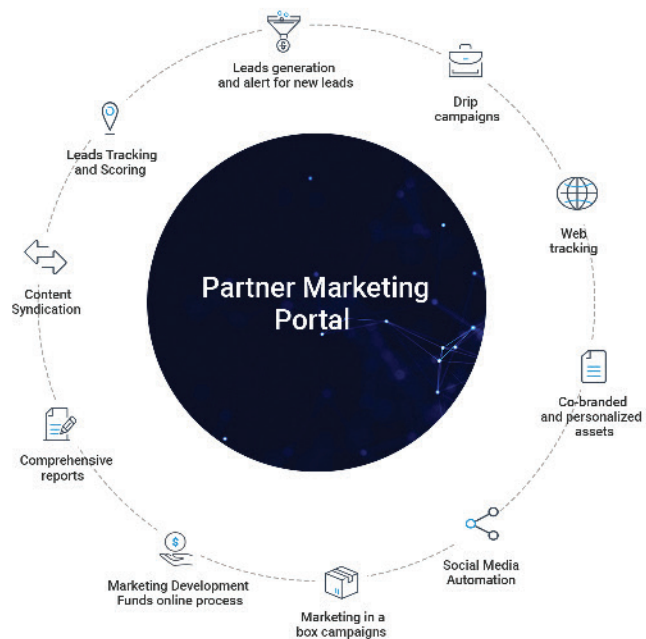 Leads generation
and alert for new leads
Drip
campaigns
Web
tracking
Co-branded
and personalized
assets
Social Media
Automation
Marketing in a
box campaigns
Marketing Development
Funds online process
Comprehensive
reports
Content
Syndication
Leads Tracking
and Scoring
Partner Marketing
Portal